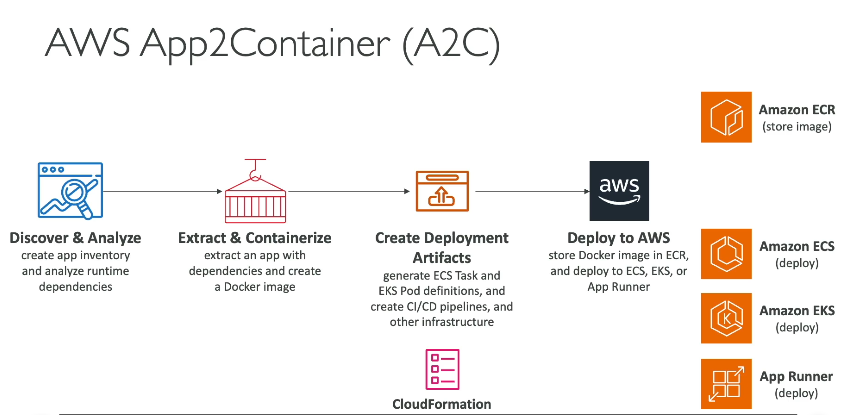 AWS App2Container (A2C)
Discover & Analyze
create app inventory
and analyze runtime
dependencies
Extract & Containerize
extract an app with
dependencies and create
a Docker image
Create Deployment
Artifacts
generate ECS Task and
EKS Pod definitions, and
create CI/CD pipelines, and
other infrastructure
CloudFormation
aws
Deploy to AWS
store Docker image in ECR,
and deploy to ECS, EKS, or
App Runner
Amazon ECR
(store image)
Amazon ECS
(deploy)
K
Amazon EKS
(deploy)
App Runner
(deploy)